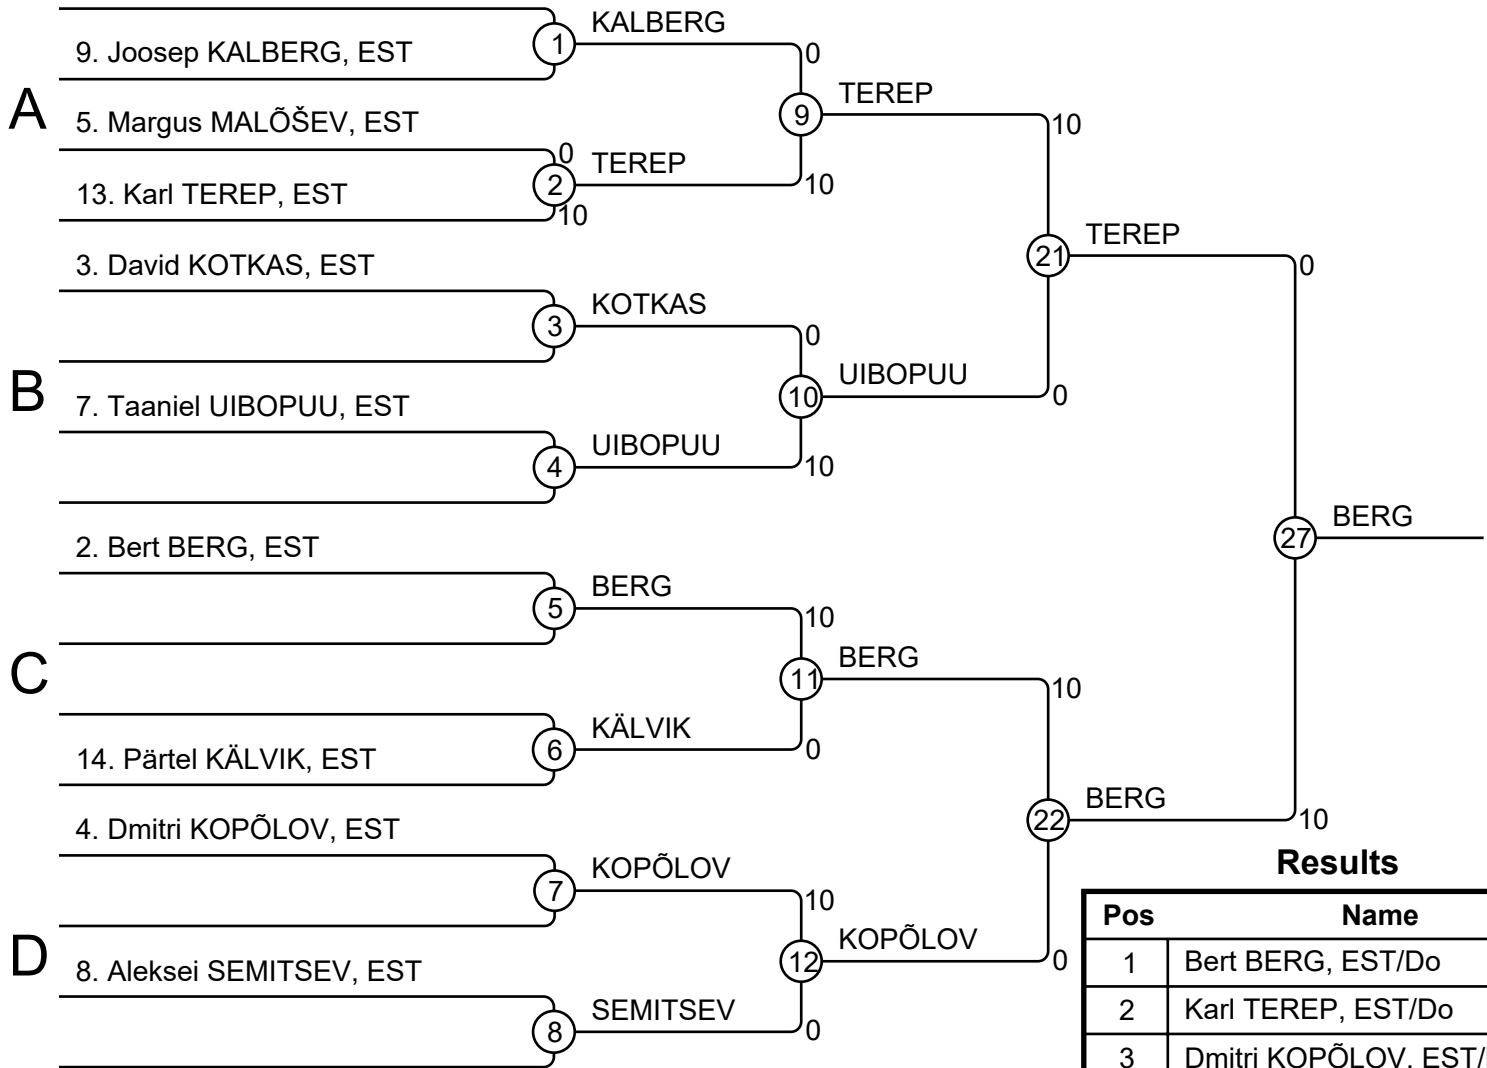 A
9. Joosep KALBERG, EST
1
KALBERG
0
5. Margus MALÕŠEV, EST
0
13. Karl TEREP, EST
10
2
TEREP
10
9
TEREP
10
B
3. David KOTKAS, EST
3
KOTKAS
0
7. Taaniel UIBOPUU, EST
4
UIBOPUU
10
10
UIBOPUU
0
21
TEREP
0
C
2. Bert BERG, EST
5
BERG
10
14. Pärtel KÄLVIK, EST
6
KÄLVIK
0
11
BERG
10
D
4. Dmitri KOPÕLOV, EST
7
KOPÕLOV
10
8. Aleksei SEMITSEV, EST
8
SEMITSEV
0
12
KOPÕLOV
0
22
BERG
10
27
BERG
Results
Pos Name
1 Bert BERG, EST/Do
2 Karl TEREP, EST/Do
3 Dmitri KOPÕLOV, EST/